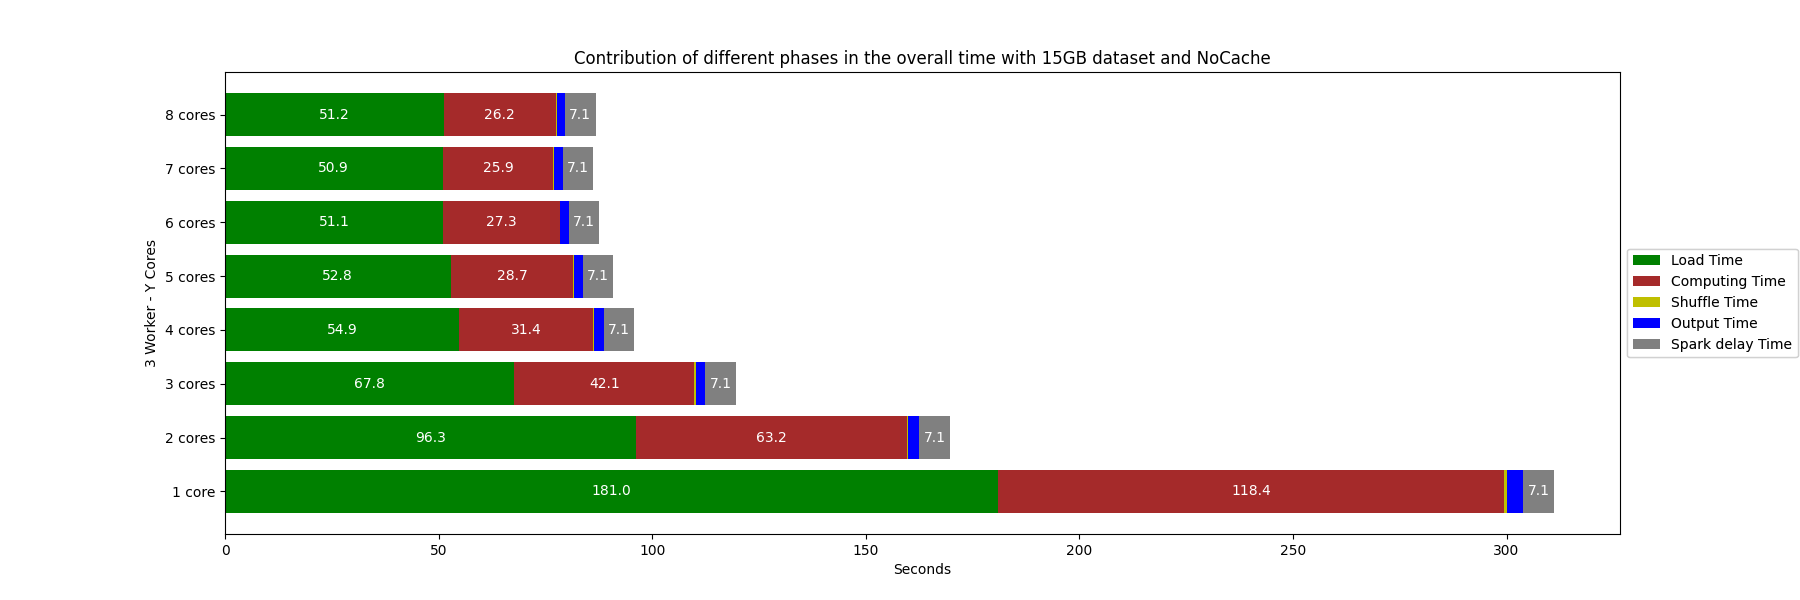 Contribution of different phases in the overall time with 15GB dataset and NoCache
3 Worker - Y Cores
8 cores 51.2 26.2 7.1
7 cores 50.9 25.9 7.1
6 cores 51.1 27.3 7.1
5 cores 52.8 28.7 7.1
4 cores 54.9 31.4 7.1
3 cores 67.8 42.1 7.1
2 cores 96.3 63.2 7.1
1 core 181.0 118.4 7.1
0 50 100 150 200 250 300
Seconds
Load Time
Computing Time
Shuffle Time
Output Time
Spark delay Time